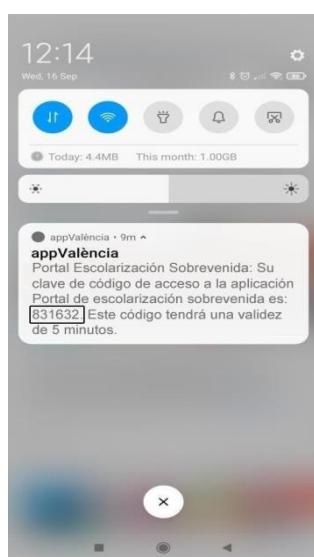 12:14
Wed, 16 Sep
Today: 4.4MB This month: 1.00GB
appValència • 9m
appValència
Portal Escolarización Sobrevenida: Su
clave de código de acceso a la aplicación
Portal de escolarización sobrevenida es:
831632. Este código tendrá una validez
de 5 minutos.